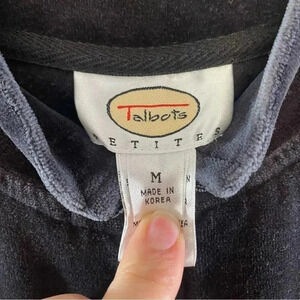 Talbots
PETITES
M
MADE IN
KOREA